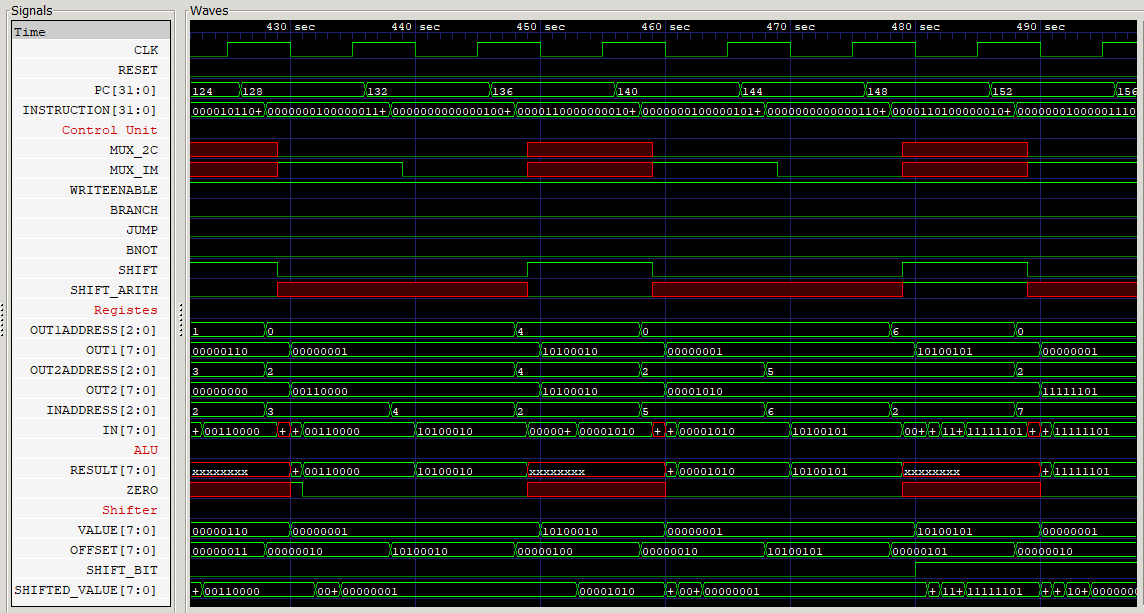 Signals
Waves
Time
430 sec 440 sec 450 sec 460 sec 470 sec 480 sec 490 sec
CLK
RESET
PC[31:0] 124 128 132 136 140 144 148 152 156
INSTRUCTION[31:0] 000010110+ 0000000100000011+ 0000000000000100+ 0000110000000010+ 0000000100000101+ 0000000000000110+ 0000110100000010+ 00000001000001110
Control Unit
MUX_2C
MUX_IM
WRITEENABLE
BRANCH
JUMP
BNOT
SHIFT
SHIFT_ARITH
Registes
OUT1ADDRESS[2:0] 1 0 4 0 6 0
OUT1[7:0] 00000110 00000001 10100010 00000001 10100101 00000001
OUT2ADDRESS[2:0] 3 2 4 2 5 2
OUT2[7:0] 00000000 00110000 10100010 00001010 11111101
INADDRESS[2:0] 2 3 4 2 5 6 2 7
IN[7:0] + 00110000 + + 00110000 10100010 00000+ 00001010 + + 00001010 10100101 00+ + 11+ 11111101 + + 11111101
ALU
RESULT[7:0] xxxxxxxx + 00110000 10100010 xxxxxxxx + 00001010 10100101 xxxxxxxx + 11111101
ZERO
Shifter
VALUE[7:0] 00000110 00000001 10100010 00000001 10100101 00000001
OFFSET[7:0] 00000011 00000010 10100010 00000100 00000010 10100101 00000101 00000010
SHIFT_BIT
SHIFTED_VALUE[7:0] + 00110000 00+ 00000001 00001010 + 00+ 00000001 + 11+ 11111101 + + 10+ 0000000